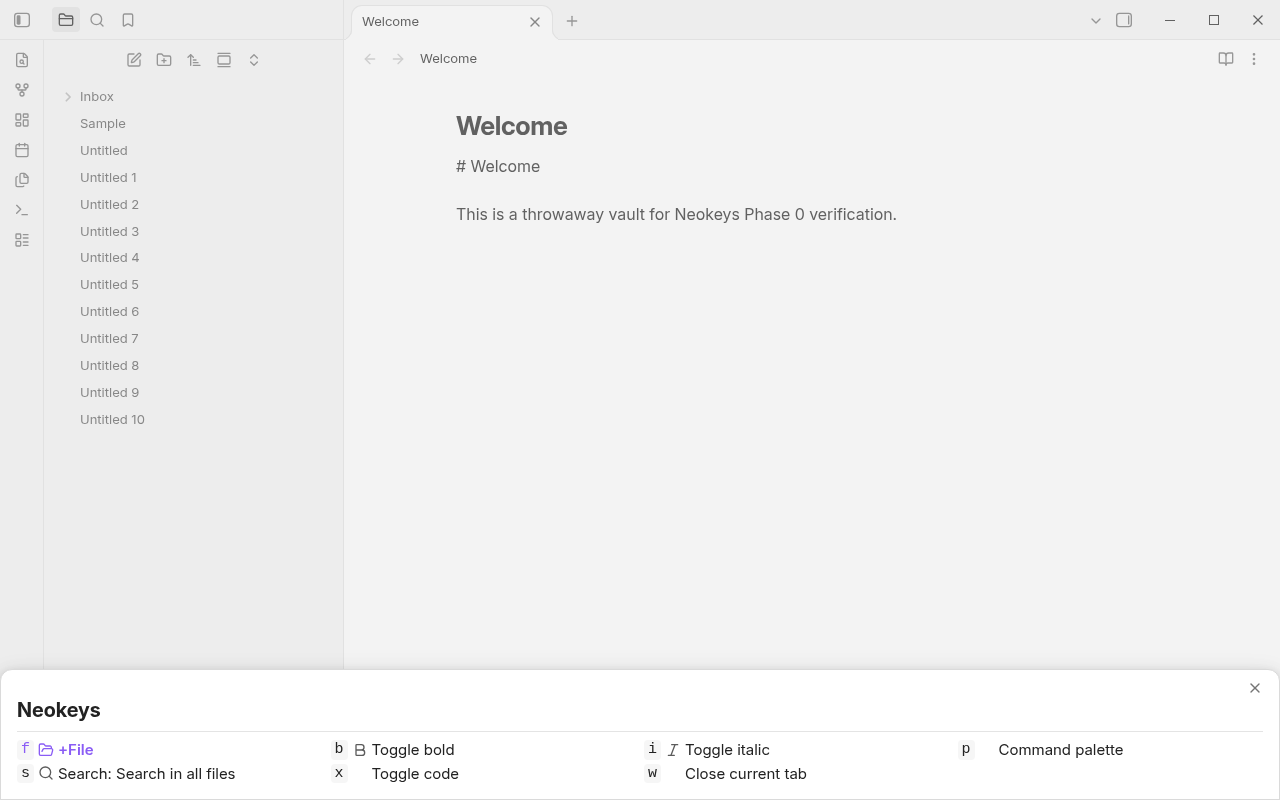 Welcome
Welcome
Inbox
Sample
Untitled
Untitled 1
Untitled 2
Untitled 3
Untitled 4
Untitled 5
Untitled 6
Untitled 7
Untitled 8
Untitled 9
Untitled 10
Welcome
# Welcome
This is a throwaway vault for Neokeys Phase 0 verification.
Neokeys
f +File b Toggle bold i Toggle italic p Command palette
s Search: Search in all files x Toggle code w Close current tab